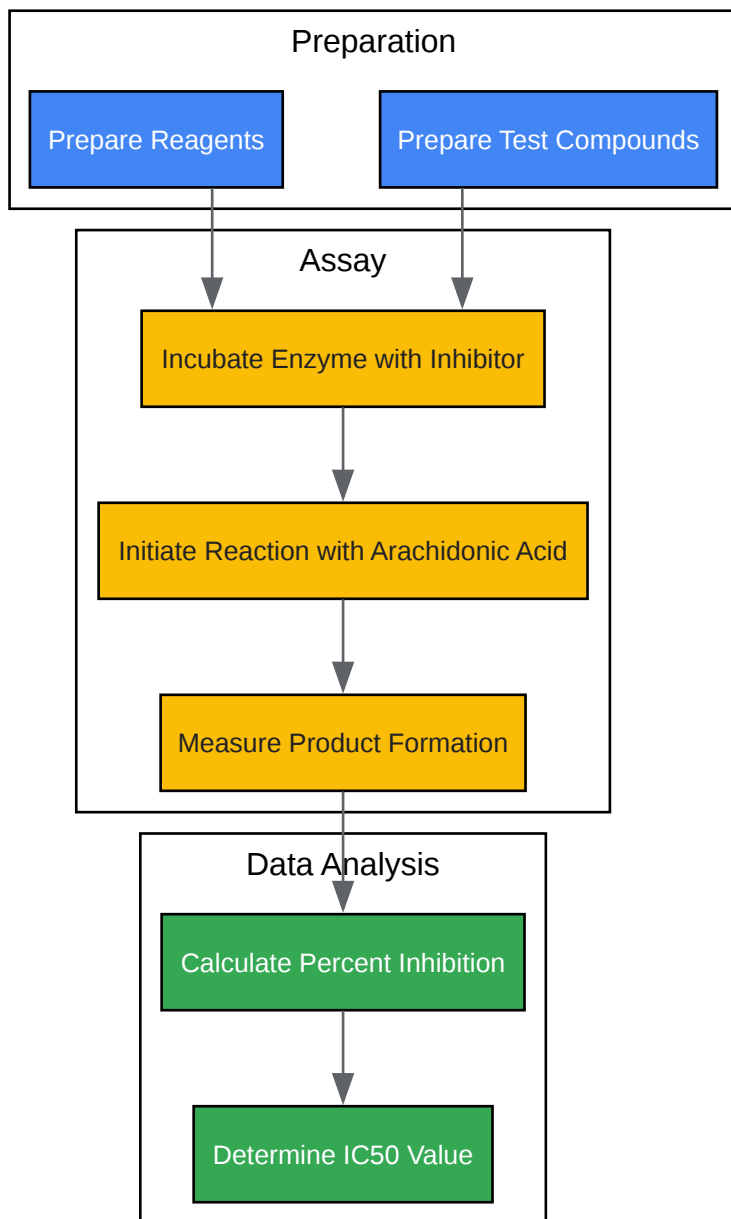 Preparation
Prepare Reagents
Prepare Test Compounds
Assay
Incubate Enzyme with Inhibitor
Initiate Reaction with Arachidonic Acid
Measure Product Formation
Data Analysis
Calculate Percent Inhibition
Determine IC50 Value